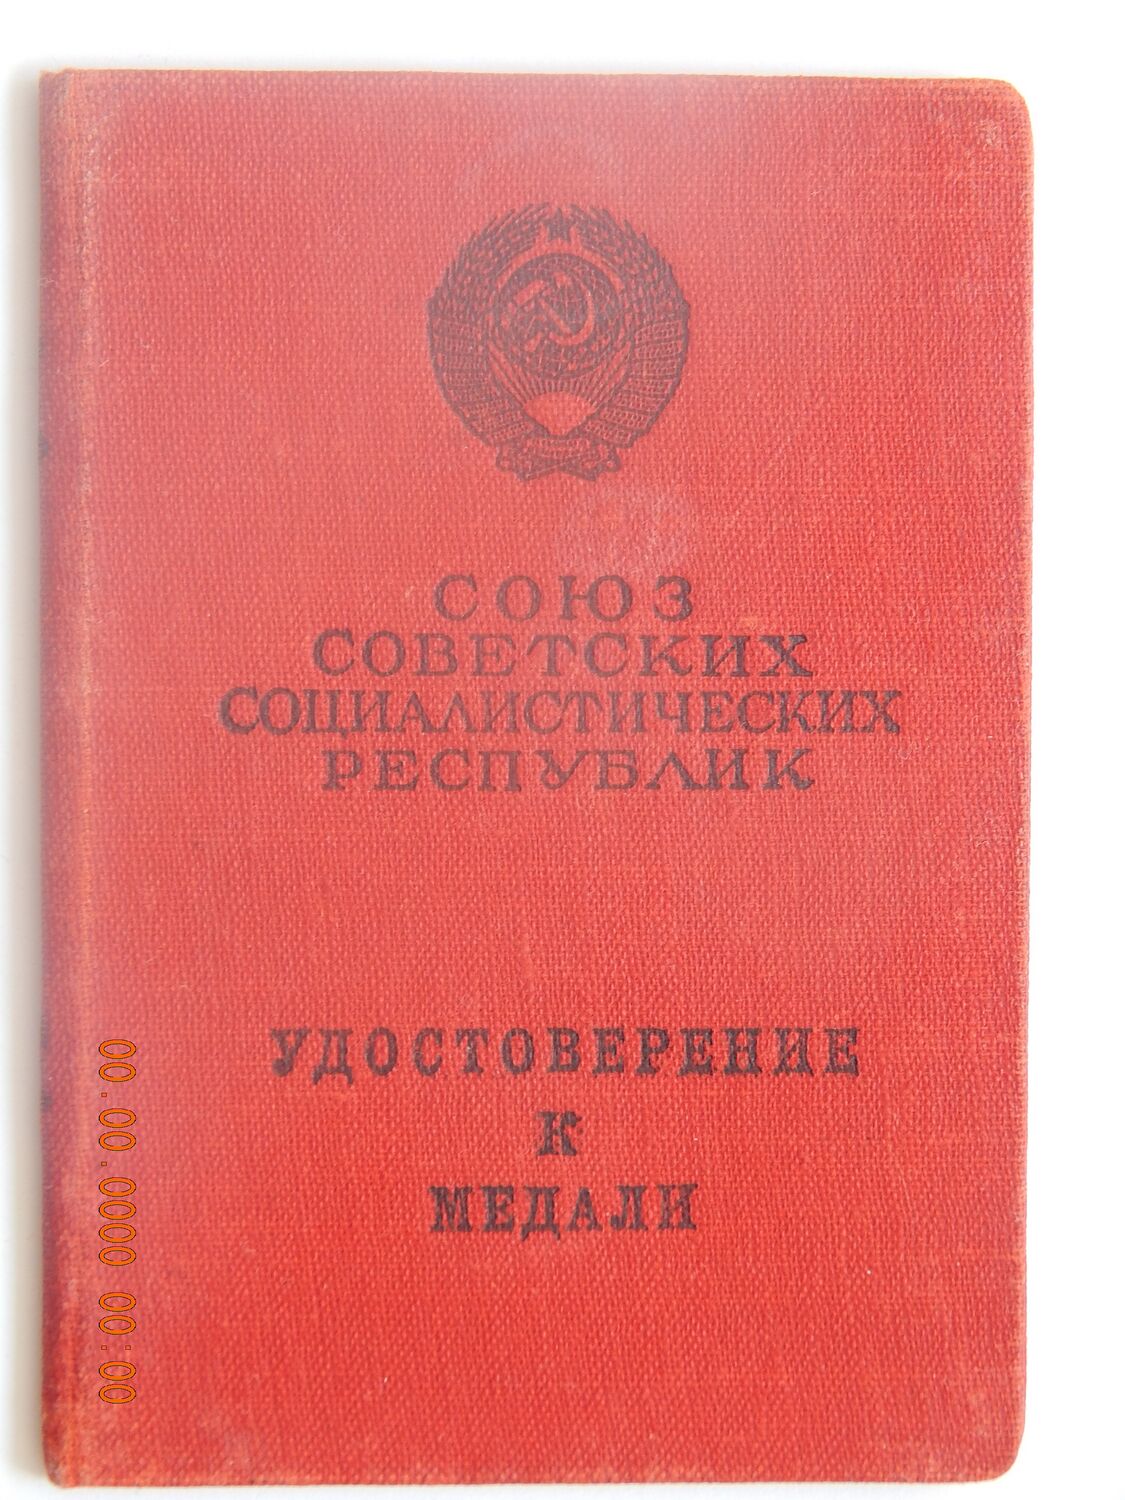 СОЮЗ
СОВЕТСКИХ
СОЦИАЛИСТИЧЕСКИХ
РЕСПУБЛИК
УДОСТОВЕРЕНИЕ
К
МЕДАЛИ
00.00.0000 00:00